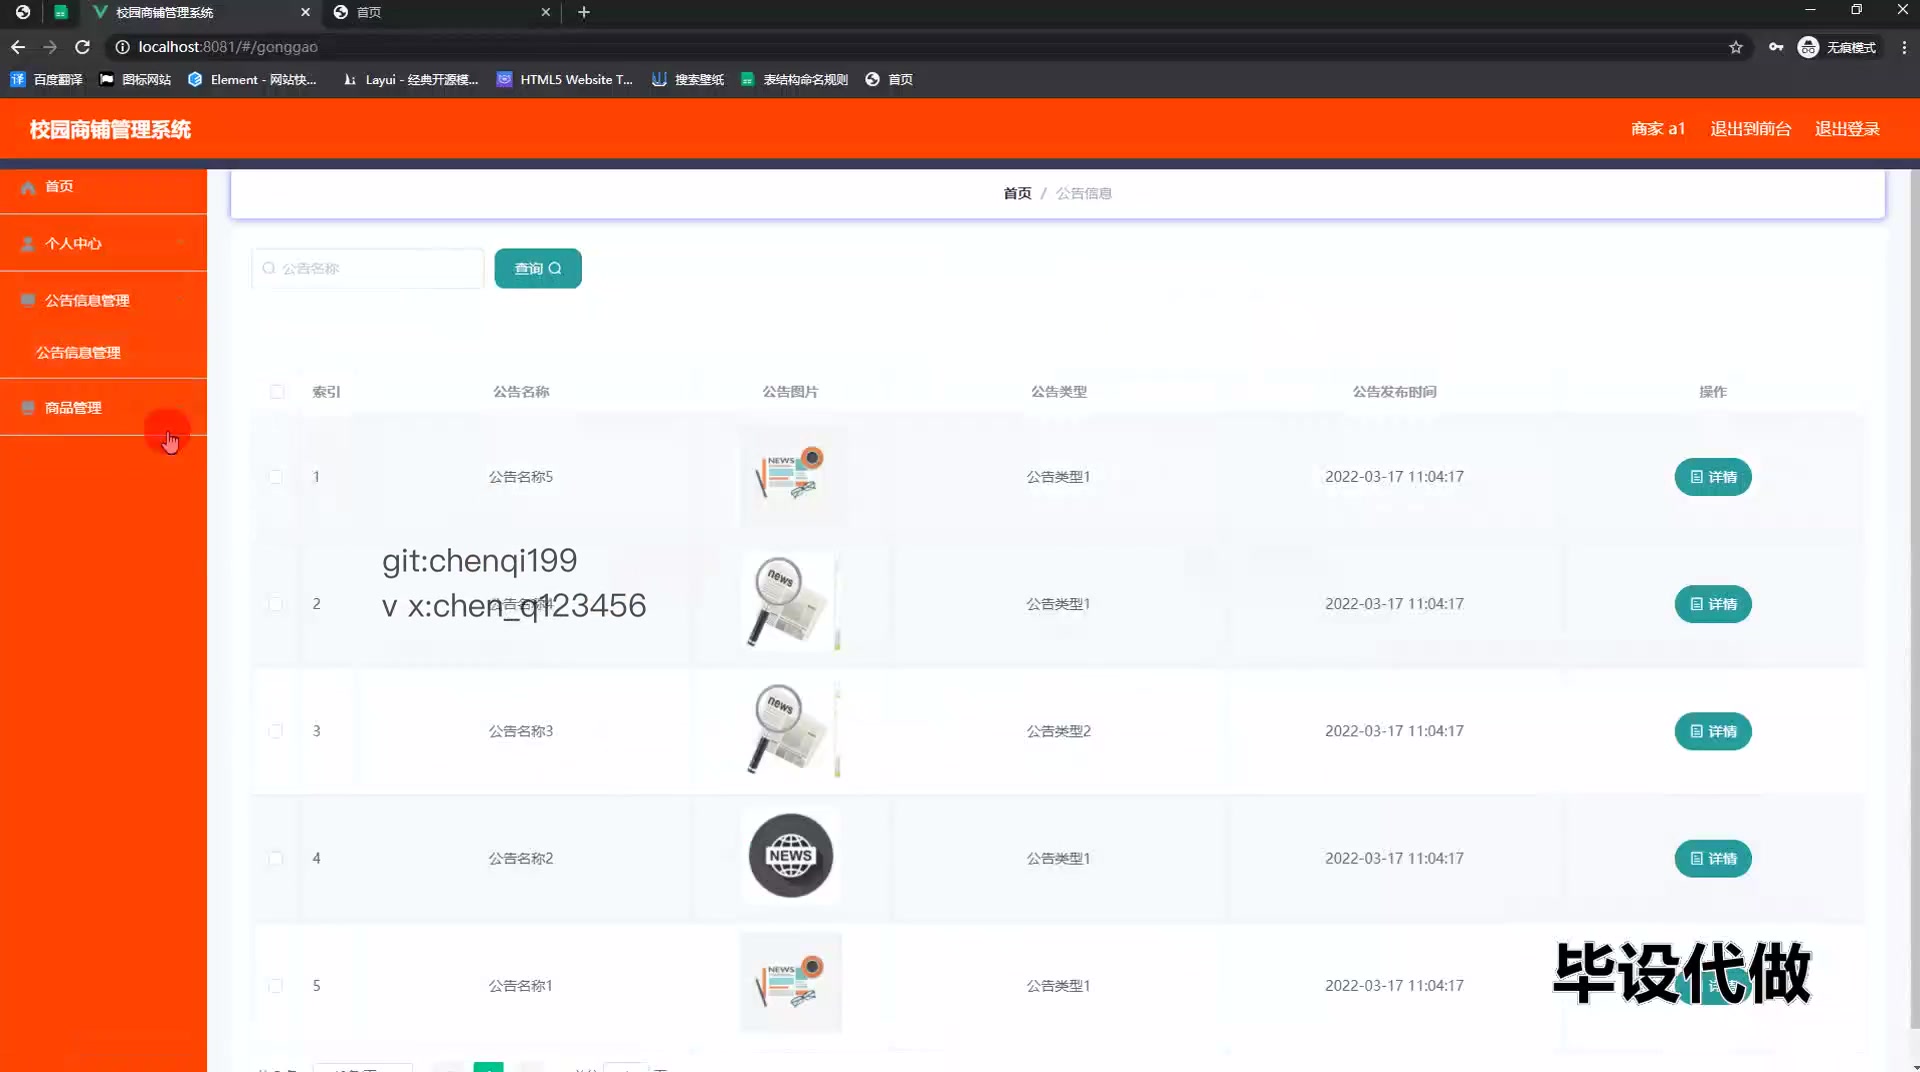 校园商铺管理系统
首页
localhost:8081/#/gonggao
无痕模式
百度翻译
图标网站
Element - 网站快...
Layui - 经典开源模...
HTML5 Website T...
搜索壁纸
表结构命名规则
首页
校园商铺管理系统
商家 a1
退出到前台
退出登录
首页
个人中心
公告信息管理
公告信息管理
商品管理
首页 / 公告信息
公告名称
查询
索引 公告名称 公告图片 公告类型 公告发布时间 操作
1 公告名称5 NEWS 公告类型1 2022-03-17 11:04:17 详情
git:chenqi199
2 news 公告类型1 2022-03-17 11:04:17 详情
v x:chen_q123456
3 公告名称3 news 公告类型2 2022-03-17 11:04:17 详情
4 公告名称2 NEWS 公告类型1 2022-03-17 11:04:17 详情
5 公告名称1 NEWS 公告类型1 2022-03-17 11:04:17
毕设代做